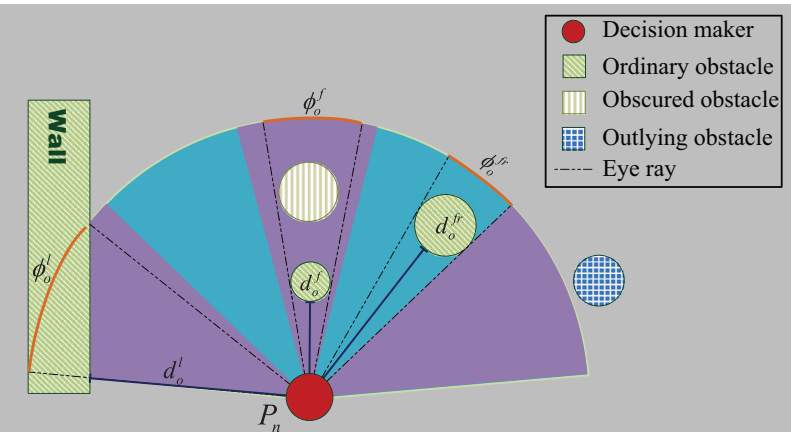 Decision maker
Ordinary obstacle
Obscured obstacle
Outlying obstacle
Eye ray
Wall
ϕ_o^f
ϕ_o^{fr}
d_o^{fr}
ϕ_o^l
d_o^f
d_o^l
P_n